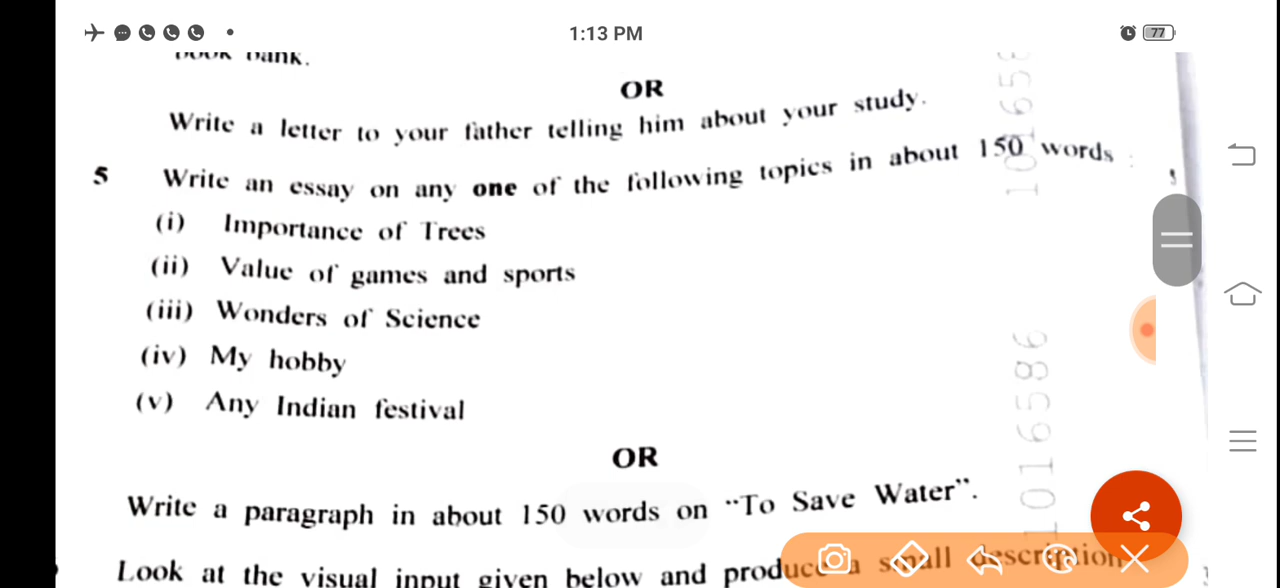 1:13 PM
77
bank.
OR
Write a letter to your father telling him about your study.
5 Write an essay on any one of the following topics in about 150 words :
(i) Importance of Trees
(ii) Value of games and sports
(iii) Wonders of Science
(iv) My hobby
(v) Any Indian festival
OR
Write a paragraph in about 150 words on "To Save Water".
Look at the visual input given below and produce a small description
1016586